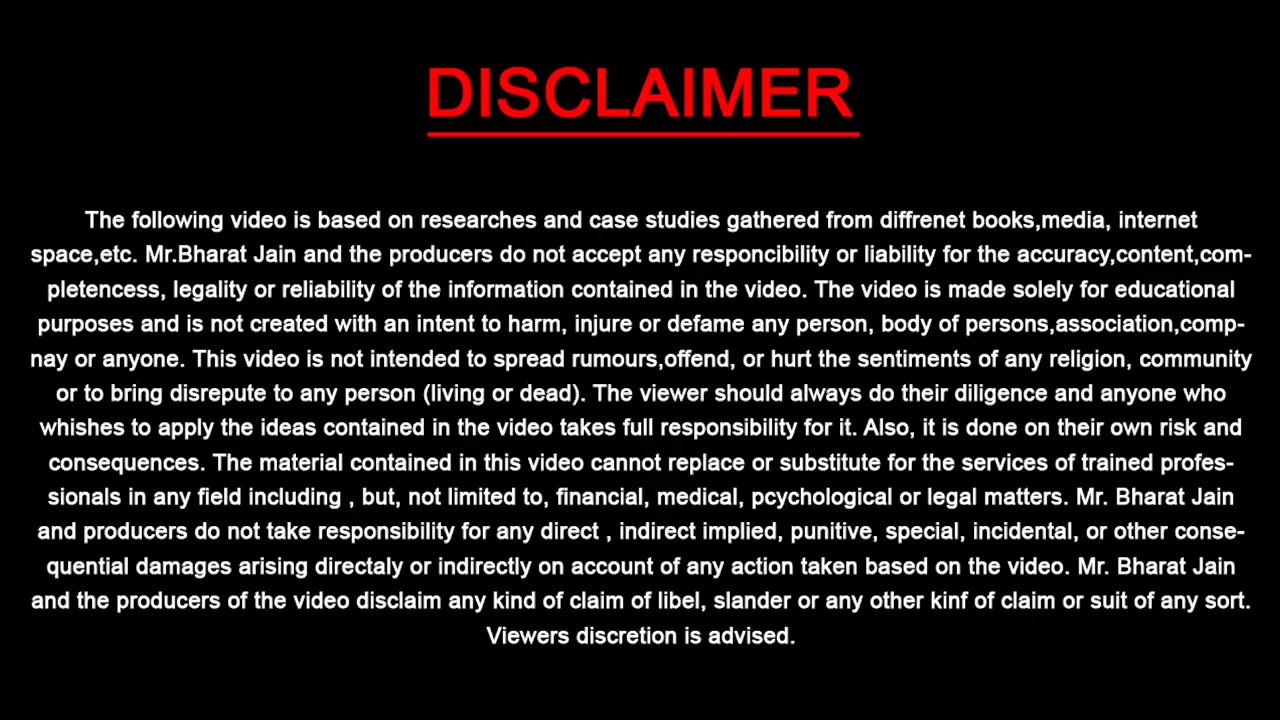 DISCLAIMER
The following video is based on researches and case studies gathered from diffrenet books,media, internet
space,etc. Mr.Bharat Jain and the producers do not accept any responcibility or liability for the accuracy,content,com-
pletencess, legality or reliability of the information contained in the video. The video is made solely for educational
purposes and is not created with an intent to harm, injure or defame any person, body of persons,association,comp-
nay or anyone. This video is not intended to spread rumours,offend, or hurt the sentiments of any religion, community
or to bring disrepute to any person (living or dead). The viewer should always do their diligence and anyone who
whishes to apply the ideas contained in the video takes full responsibility for it. Also, it is done on their own risk and
consequences. The material contained in this video cannot replace or substitute for the services of trained profes-
sionals in any field including , but, not limited to, financial, medical, pcychological or legal matters. Mr. Bharat Jain
and producers do not take responsibility for any direct , indirect implied, punitive, special, incidental, or other conse-
quential damages arising directaly or indirectly on account of any action taken based on the video. Mr. Bharat Jain
and the producers of the video disclaim any kind of claim of libel, slander or any other kinf of claim or suit of any sort.
Viewers discretion is advised.